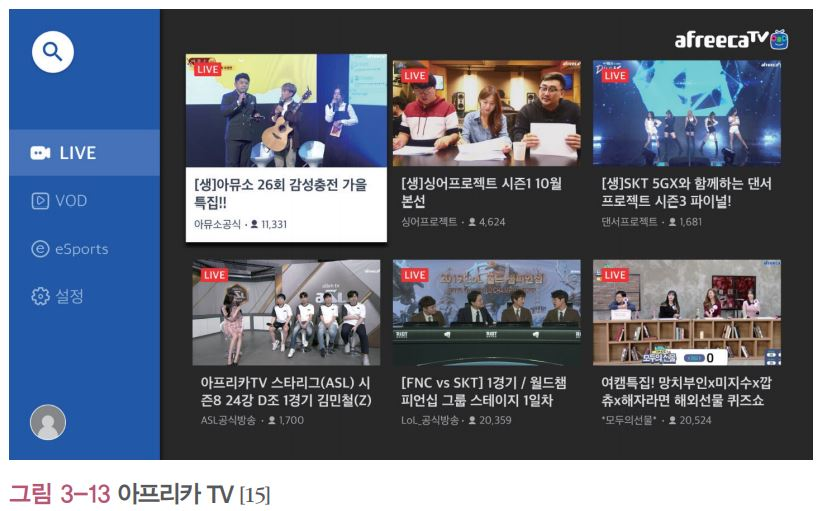 afreecaTV
LIVE
VOD
eSports
설정
LIVE
[생]아뮤소 26회 감성충전 가을
특집!!
아뮤소공식 · 11,331
LIVE
[생]싱어프로젝트 시즌1 10월
본선
싱어프로젝트 · 4,624
LIVE
[생]SKT 5GX와 함께하는 댄서
프로젝트 시즌3 파이널!
댄서프로젝트 · 1,681
LIVE
ASL
아프리카TV 스타리그(ASL) 시
즌8 24강 D조 1경기 김민철(Z)
ASL공식방송 · 1,700
LIVE
[FNC vs SKT] 1경기 / 월드챔
피언십 그룹 스테이지 1일차
LoL_공식방송 · 20,359
LIVE
모두의선물 0
여캠특집! 망치부인x미지수x깝
츄x해자라면 해외선물 퀴즈쇼
*모두의선물* · 20,524
그림 3-13 아프리카 TV [15]